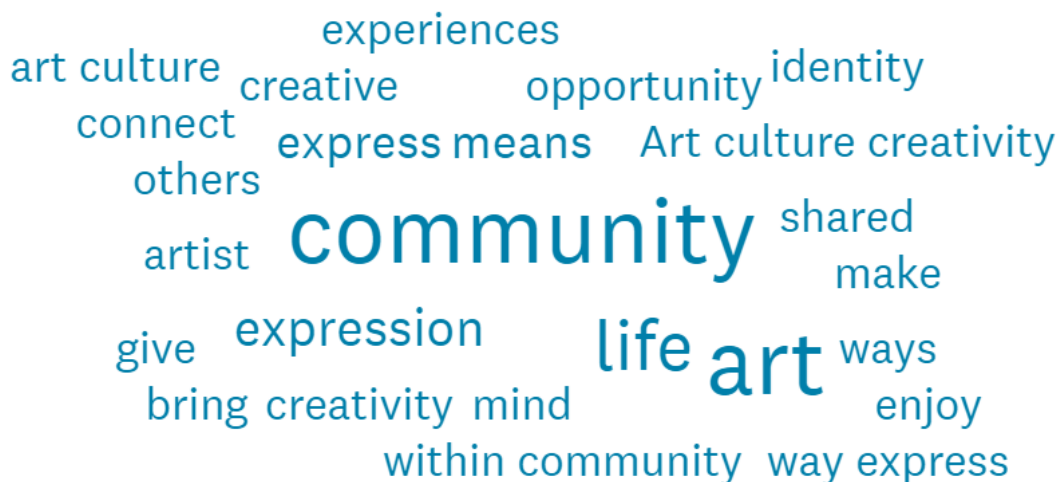 experiences
art culture
identity
creative
opportunity
connect
express
means
Art culture creativity
others
community
shared
artist
make
expression
life
art
give
ways
bring
creativity
mind
enjoy
within community
way express